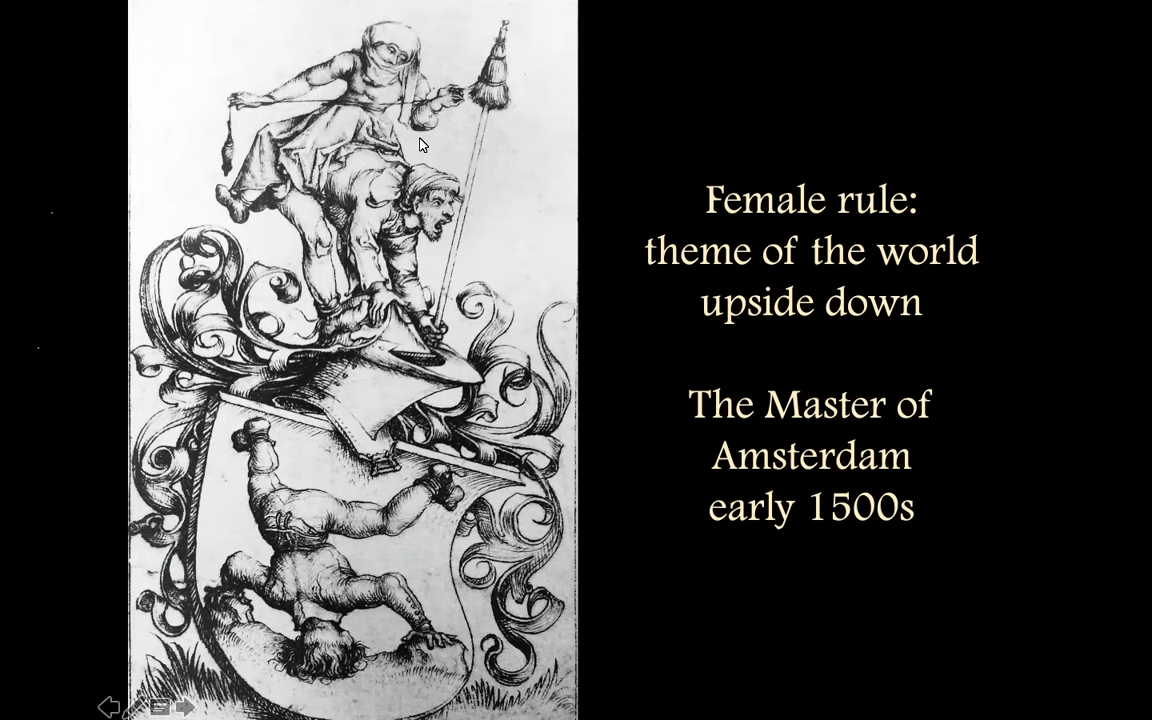 Female rule:
theme of the world
upside down
The Master of
Amsterdam
early 1500s